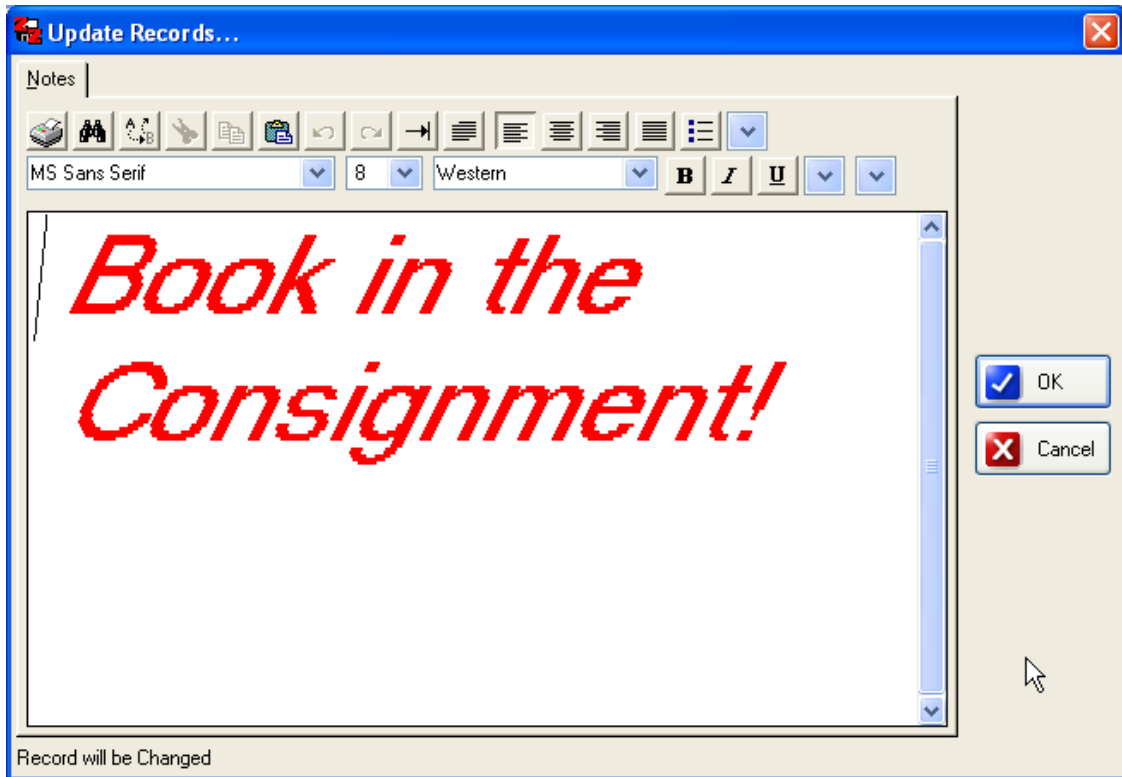 Update Records...
Notes
MS Sans Serif 8 Western B I U
Book in the
Consignment!
OK
Cancel
Record will be Changed